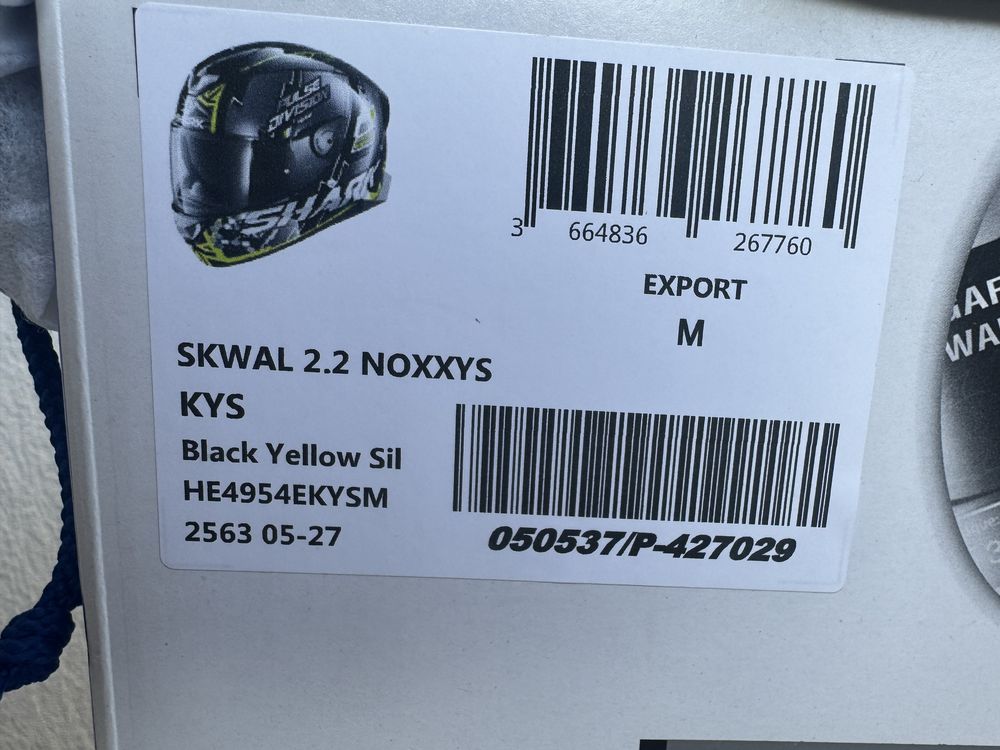 PULSE
DIVISION
SHARK
3 664836 267760
EXPORT
M
SKWAL 2.2 NOXXYS
KYS
Black Yellow Sil
HE4954EKYSM
2563 05-27
050537/P-427029
WA